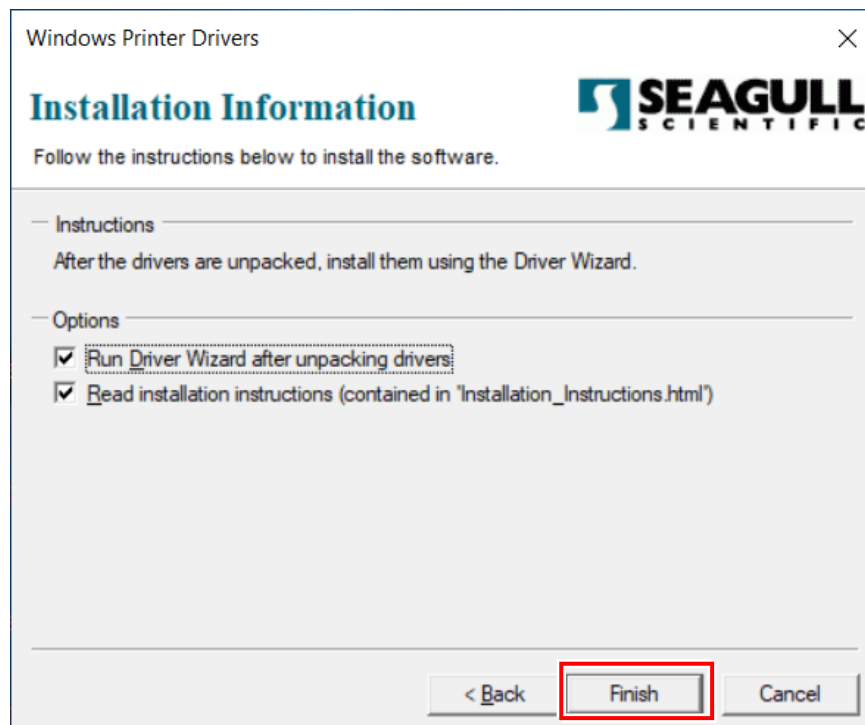 Windows Printer Drivers
Installation Information
SEAGULL
SCIENTIFIC
Follow the instructions below to install the software.
Instructions
After the drivers are unpacked, install them using the Driver Wizard.
Options
Run Driver Wizard after unpacking drivers
Read installation instructions (contained in 'Installation_Instructions.html')
< Back
Finish
Cancel